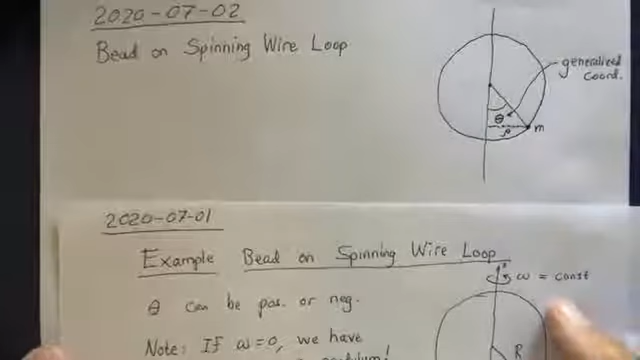 2020-07-02
Bead on Spinning Wire Loop
generalized
coord.
θ
ρ
m
2020-07-01
Example Bead on Spinning Wire Loop
ω = const
θ can be pos. or neg.
Note: If ω=0, we have
R
pendulum!